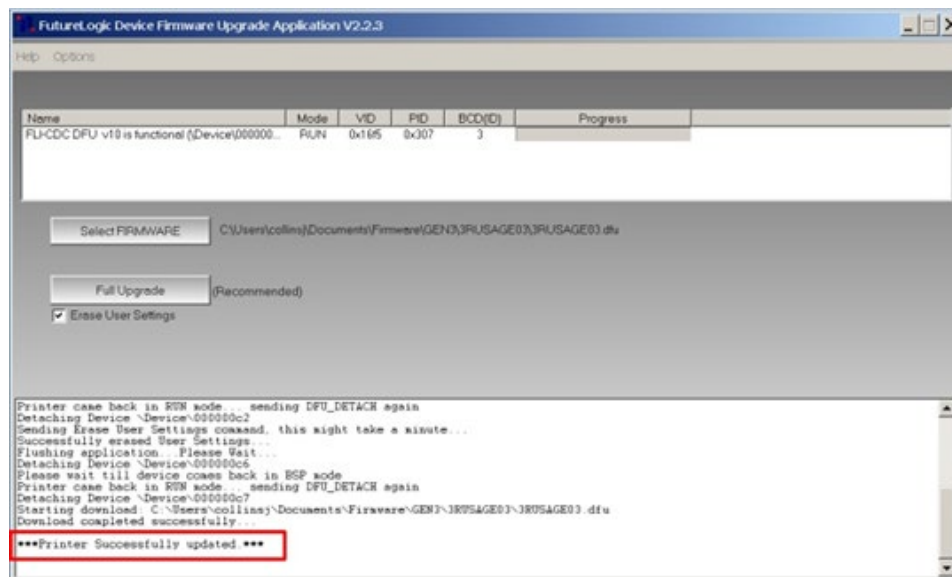 FutureLogic Device Firmware Upgrade Application V2.2.3
Help Options
Name Mode VID PID BCD(ID) Progress
FLI-CDC DFU v10 is functional (\Device\000000... RUN 0x16f5 0x307 3
Select FIRMWARE C:\Users\collinsj\Documents\Firmware\GEN3\3RUSAGE03\3RUSAGE03.dfu
Full Upgrade (Recommended)
Erase User Settings
Printer came back in RUN mode... sending DFU_DETACH again
Detaching Device \Device\000000c2
Sending Erase User Settings command, this might take a minute...
Successfully erased User Settings...
Flushing application...Please Wait...
Detaching Device \Device\000000c6
Please wait till device comes back in BSP mode
Printer came back in RUN mode... sending DFU_DETACH again
Detaching Device \Device\000000c7
Starting download: C:\Users\collinsj\Documents\Firmware\GEN3\3RUSAGE03\3RUSAGE03.dfu
Download completed successfully...
***Printer Successfully updated.***